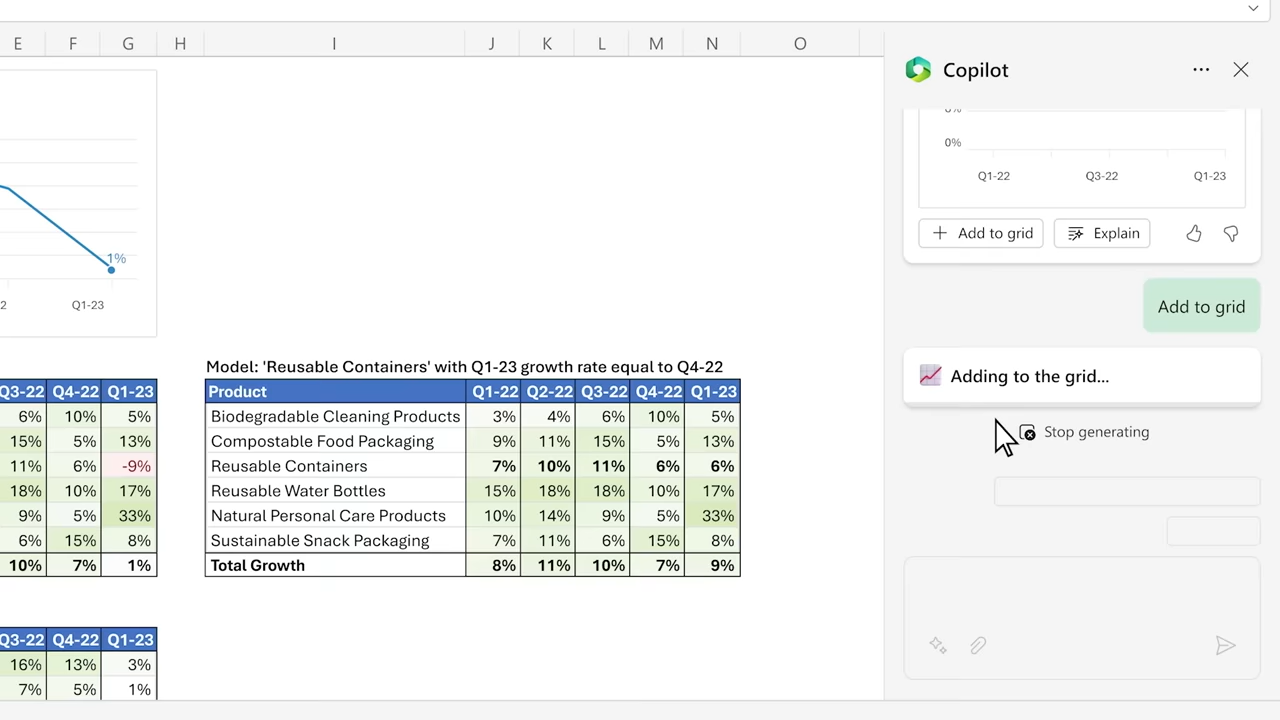 E F G H I J K L M N O
1%
2 Q1-23
Q3-22 Q4-22 Q1-23
6% 10% 5%
15% 5% 13%
11% 6% -9%
18% 10% 17%
9% 5% 33%
6% 15% 8%
10% 7% 1%
Q3-22 Q4-22 Q1-23
16% 13% 3%
7% 5% 1%
Model: 'Reusable Containers' with Q1-23 growth rate equal to Q4-22
Product Q1-22 Q2-22 Q3-22 Q4-22 Q1-23
Biodegradable Cleaning Products 3% 4% 6% 10% 5%
Compostable Food Packaging 9% 11% 15% 5% 13%
Reusable Containers 7% 10% 11% 6% 6%
Reusable Water Bottles 15% 18% 18% 10% 17%
Natural Personal Care Products 10% 14% 9% 5% 33%
Sustainable Snack Packaging 7% 11% 6% 15% 8%
Total Growth 8% 11% 10% 7% 9%
Copilot
0%
Q1-22 Q3-22 Q1-23
Add to grid Explain
Add to grid
Adding to the grid...
Stop generating